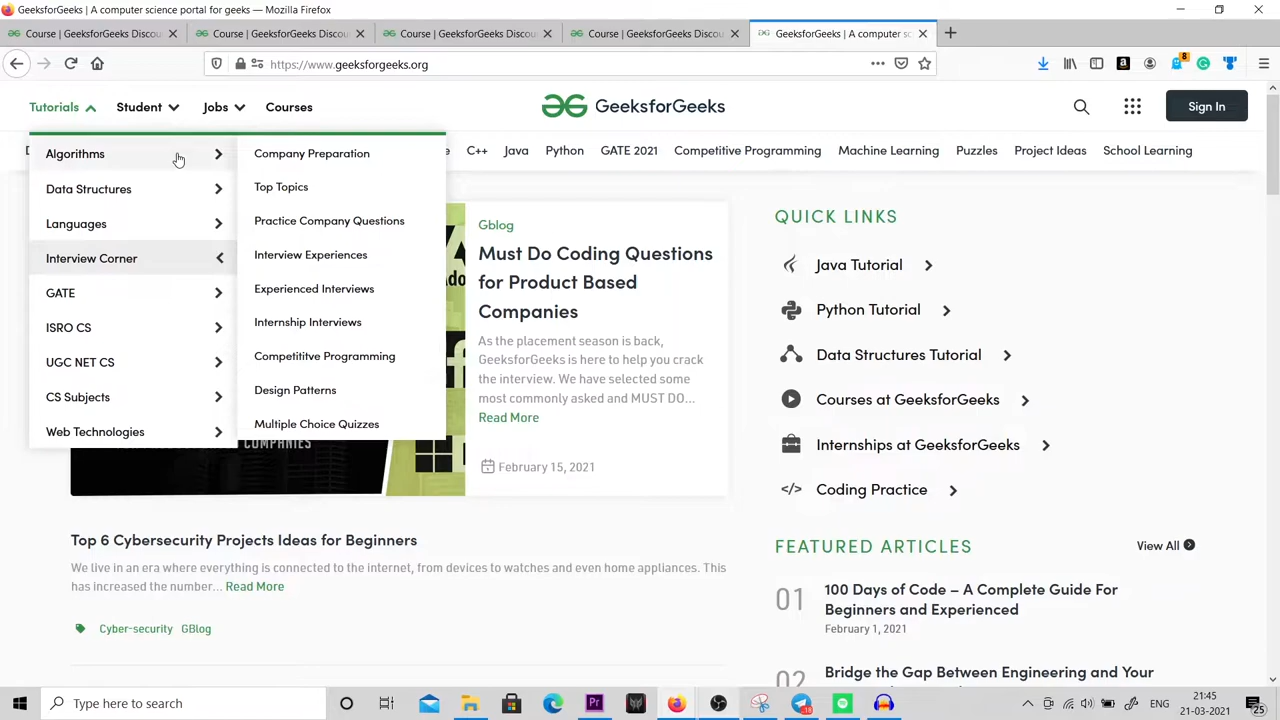 GeeksforGeeks | A computer science portal for geeks — Mozilla Firefox
Course | GeeksforGeeks Discou
Course | GeeksforGeeks Discou
Course | GeeksforGeeks Discou
Course | GeeksforGeeks Discou
GeeksforGeeks | A computer sc
https://www.geeksforgeeks.org
8
Tutorials
Student
Jobs
Courses
GeeksforGeeks
Sign In
C++
Java
Python
GATE 2021
Competitive Programming
Machine Learning
Puzzles
Project Ideas
School Learning
Algorithms
Data Structures
Languages
Interview Corner
GATE
ISRO CS
UGC NET CS
CS Subjects
Web Technologies
Company Preparation
Top Topics
Practice Company Questions
Interview Experiences
Experienced Interviews
Internship Interviews
Competititve Programming
Design Patterns
Multiple Choice Quizzes
COMPANIES
Gblog
Must Do Coding Questions
for Product Based
Companies
As the placement season is back,
GeeksforGeeks is here to help you crack
the interview. We have selected some
most commonly asked and MUST DO...
Read More
February 15, 2021
Top 6 Cybersecurity Projects Ideas for Beginners
We live in an era where everything is connected to the internet, from devices to watches and even home appliances. This
has increased the number... Read More
Cyber-security GBlog
QUICK LINKS
Java Tutorial
Python Tutorial
Data Structures Tutorial
Courses at GeeksforGeeks
Internships at GeeksforGeeks
</> Coding Practice
FEATURED ARTICLES
View All
01
100 Days of Code – A Complete Guide For
Beginners and Experienced
February 1, 2021
02
Bridge the Gap Between Engineering and Your
Type here to search
Pr
18
ENG
21:45
21-03-2021
25